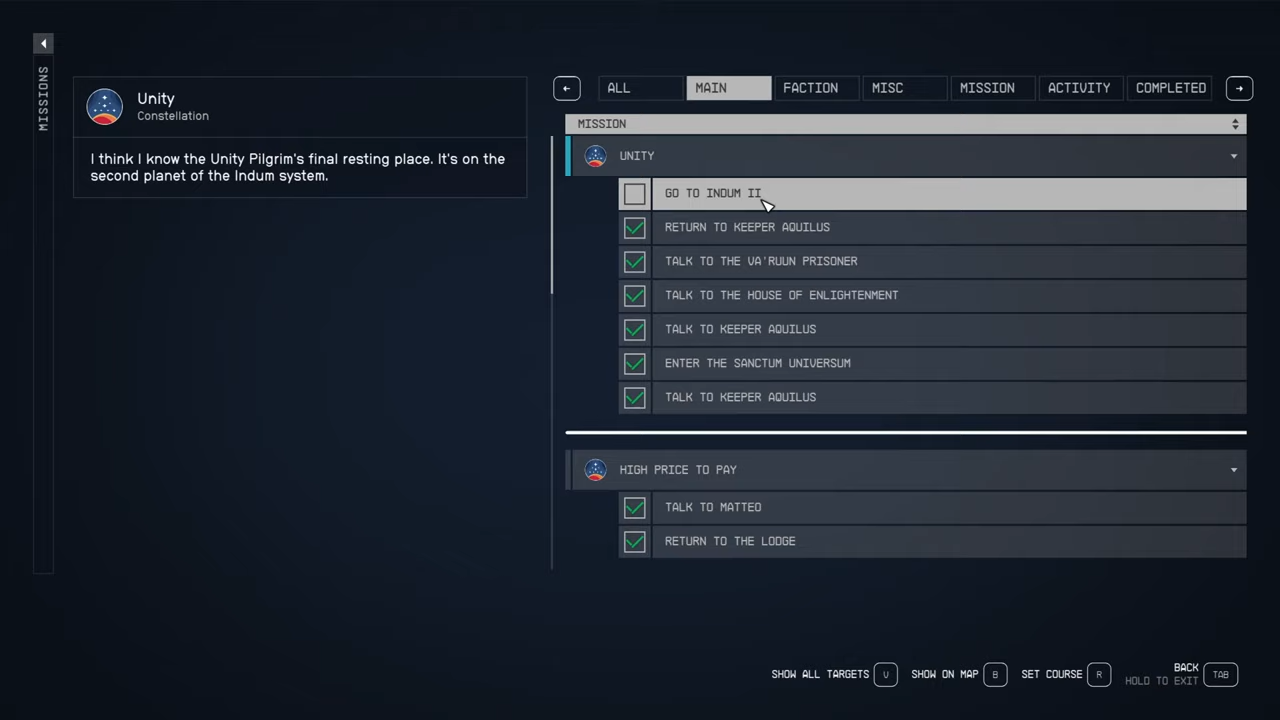 MISSIONS
Unity
Constellation
I think I know the Unity Pilgrim's final resting place. It's on the
second planet of the Indum system.
ALL MAIN FACTION MISC MISSION ACTIVITY COMPLETED
MISSION
UNITY
GO TO INDUM II
RETURN TO KEEPER AQUILUS
TALK TO THE VA'RUUN PRISONER
TALK TO THE HOUSE OF ENLIGHTENMENT
TALK TO KEEPER AQUILUS
ENTER THE SANCTUM UNIVERSUM
TALK TO KEEPER AQUILUS
HIGH PRICE TO PAY
TALK TO MATTEO
RETURN TO THE LODGE
SHOW ALL TARGETS V SHOW ON MAP B SET COURSE R BACK TAB
HOLD TO EXIT